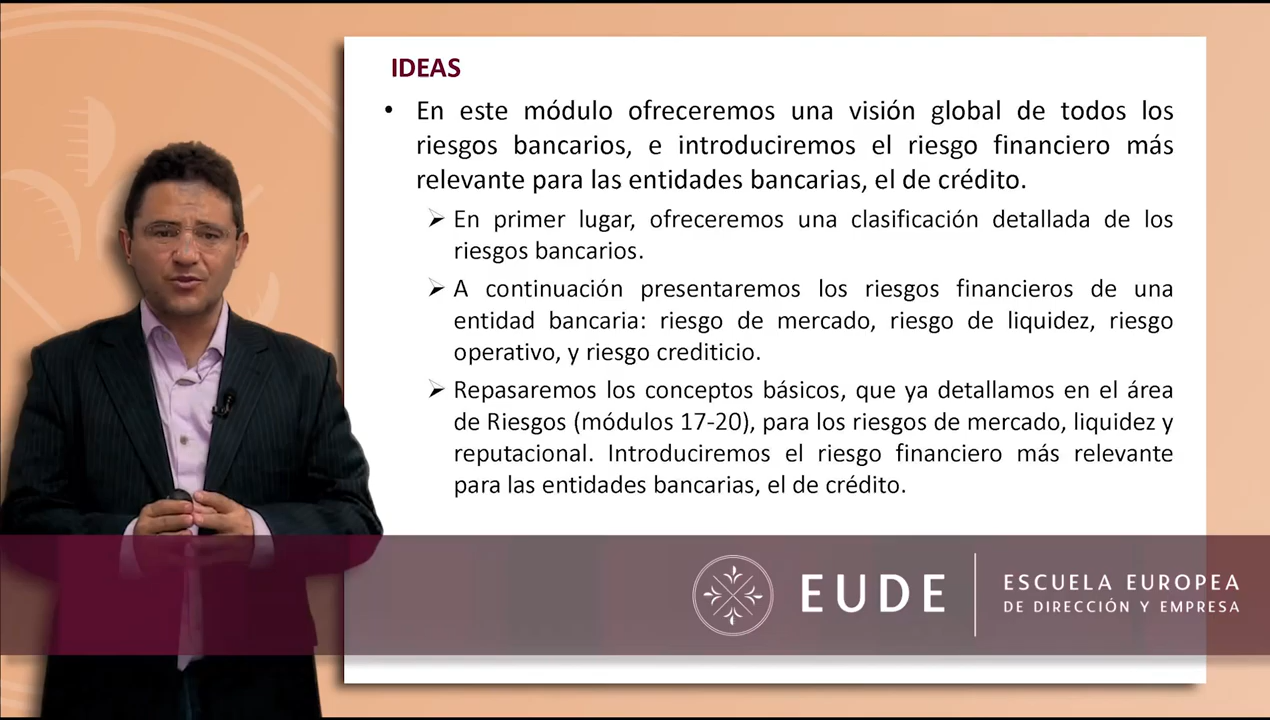 IDEAS
• En este módulo ofreceremos una visión global de todos los
riesgos bancarios, e introduciremos el riesgo financiero más
relevante para las entidades bancarias, el de crédito.
➢ En primer lugar, ofreceremos una clasificación detallada de los
riesgos bancarios.
➢ A continuación presentaremos los riesgos financieros de una
entidad bancaria: riesgo de mercado, riesgo de liquidez, riesgo
operativo, y riesgo crediticio.
➢ Repasaremos los conceptos básicos, que ya detallamos en el área
de Riesgos (módulos 17-20), para los riesgos de mercado, liquidez y
reputacional. Introduciremos el riesgo financiero más relevante
para las entidades bancarias, el de crédito.
EUDE
ESCUELA EUROPEA
DE DIRECCIÓN Y EMPRESA